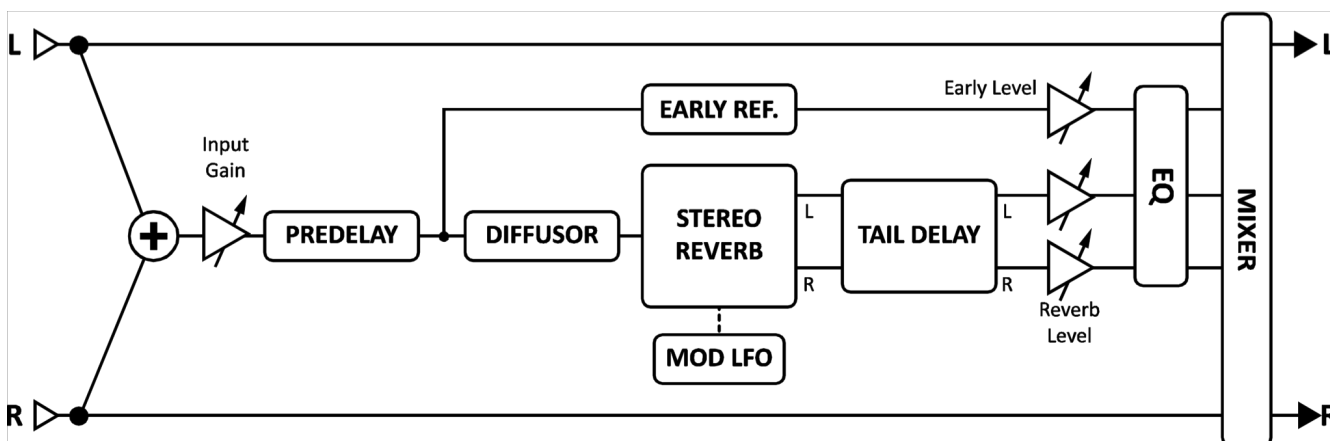 L
L
Early Level
EARLY REF.
Input
Gain
EQ
STEREO
REVERB
L
L
PREDELAY
DIFFUSOR
TAIL DELAY
MIXER
+
R
R
Reverb
Level
MOD LFO
R
R